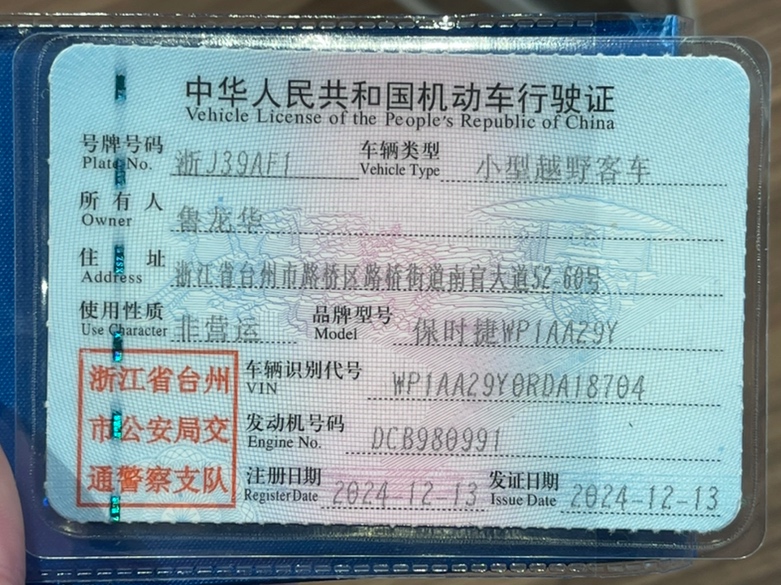 中华人民共和国机动车行驶证
Vehicle License of the People's Republic of China
号牌号码 浙J39AF1 车辆类型 小型越野客车
Plate No. Vehicle Type
所有人 鲁龙华
Owner
住址 浙江省台州市路桥区路桥街道南官大道52-60号
Address
使用性质 非营运 品牌型号 保时捷WP1AA29Y
Use Character Model
浙江省台州
市公安局交
通警察支队
车辆识别代号 WP1AA29Y0RDA18704
VIN
发动机号码 DCB980991
Engine No.
注册日期 2024-12-13 发证日期 2024-12-13
Register Date Issue Date